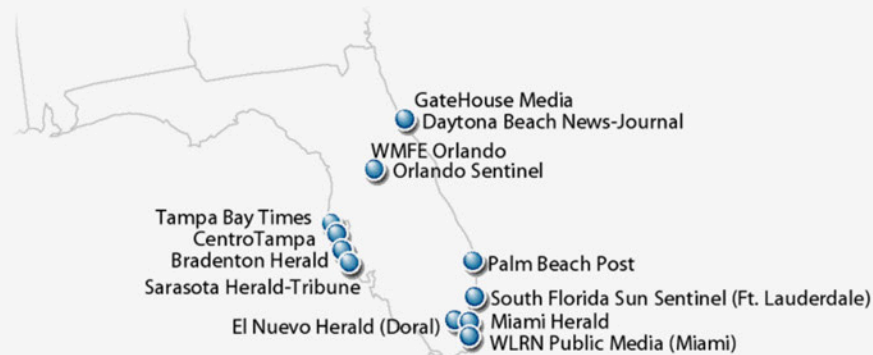 GateHouse Media
Daytona Beach News-Journal
WMFE Orlando
Orlando Sentinel
Tampa Bay Times
CentroTampa
Bradenton Herald
Sarasota Herald-Tribune
Palm Beach Post
South Florida Sun Sentinel (Ft. Lauderdale)
El Nuevo Herald (Doral)
Miami Herald
WLRN Public Media (Miami)